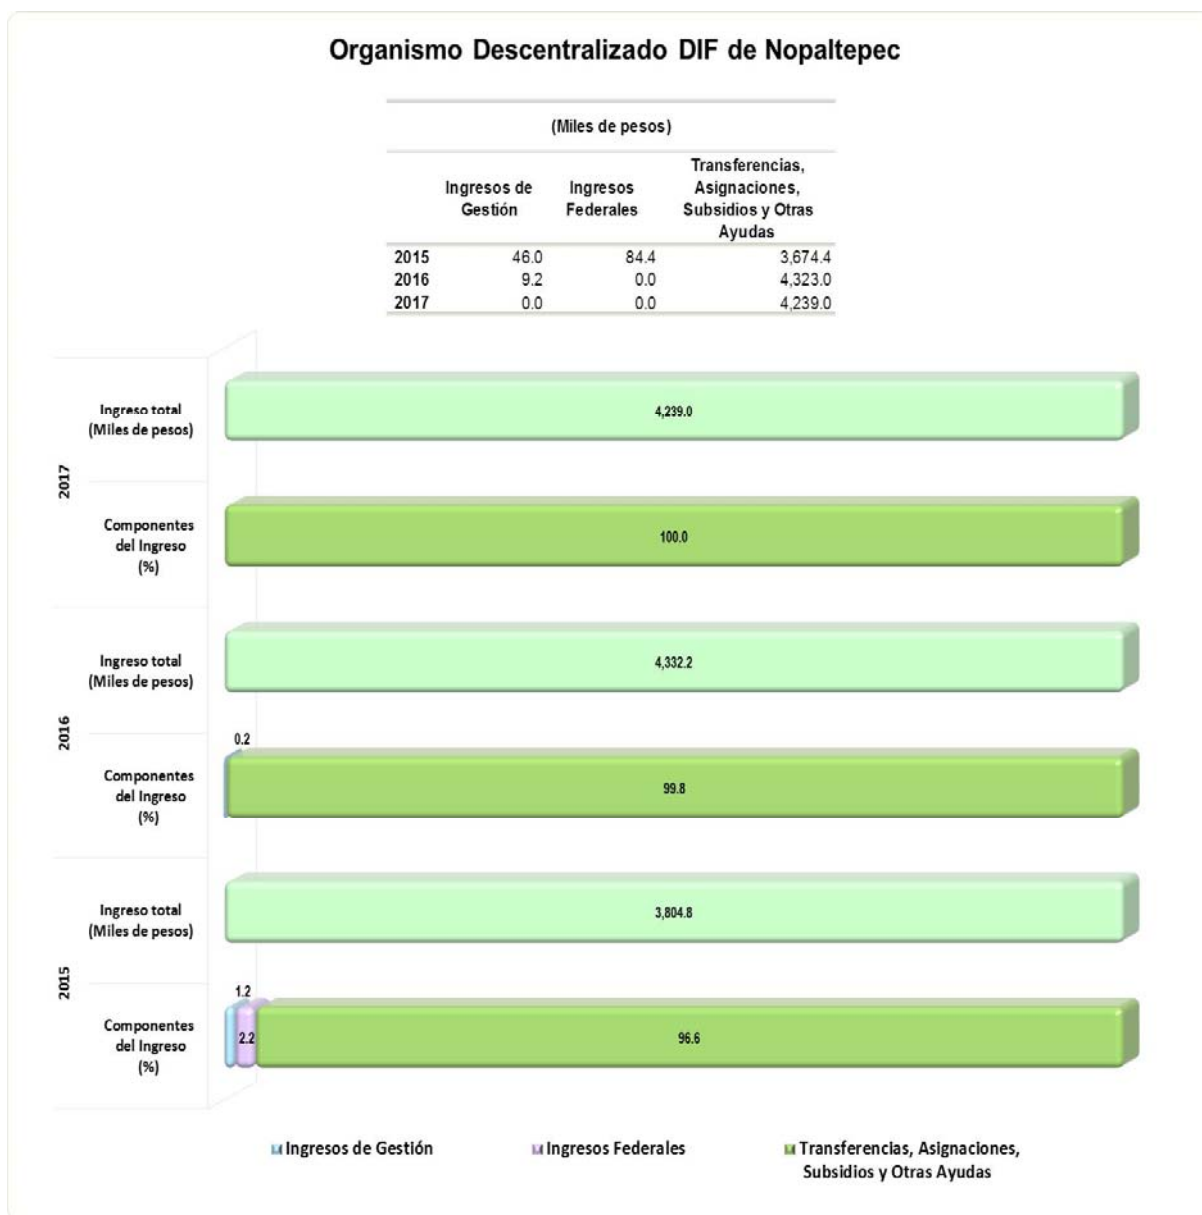 Organismo Descentralizado DIF de Nopaltepec
(Miles de pesos)
Ingresos de Gestión
Ingresos Federales
Transferencias, Asignaciones, Subsidios y Otras Ayudas
2015 46.0 84.4 3,674.4
2016 9.2 0.0 4,323.0
2017 0.0 0.0 4,239.0
2017
Ingreso total
(Miles de pesos)
4,239.0
Componentes
del Ingreso
(%)
100.0
2016
Ingreso total
(Miles de pesos)
4,332.2
Componentes
del Ingreso
(%)
0.2
99.8
2015
Ingreso total
(Miles de pesos)
3,804.8
Componentes
del Ingreso
(%)
1.2
2.2
96.6
Ingresos de Gestión
Ingresos Federales
Transferencias, Asignaciones,
Subsidios y Otras Ayudas